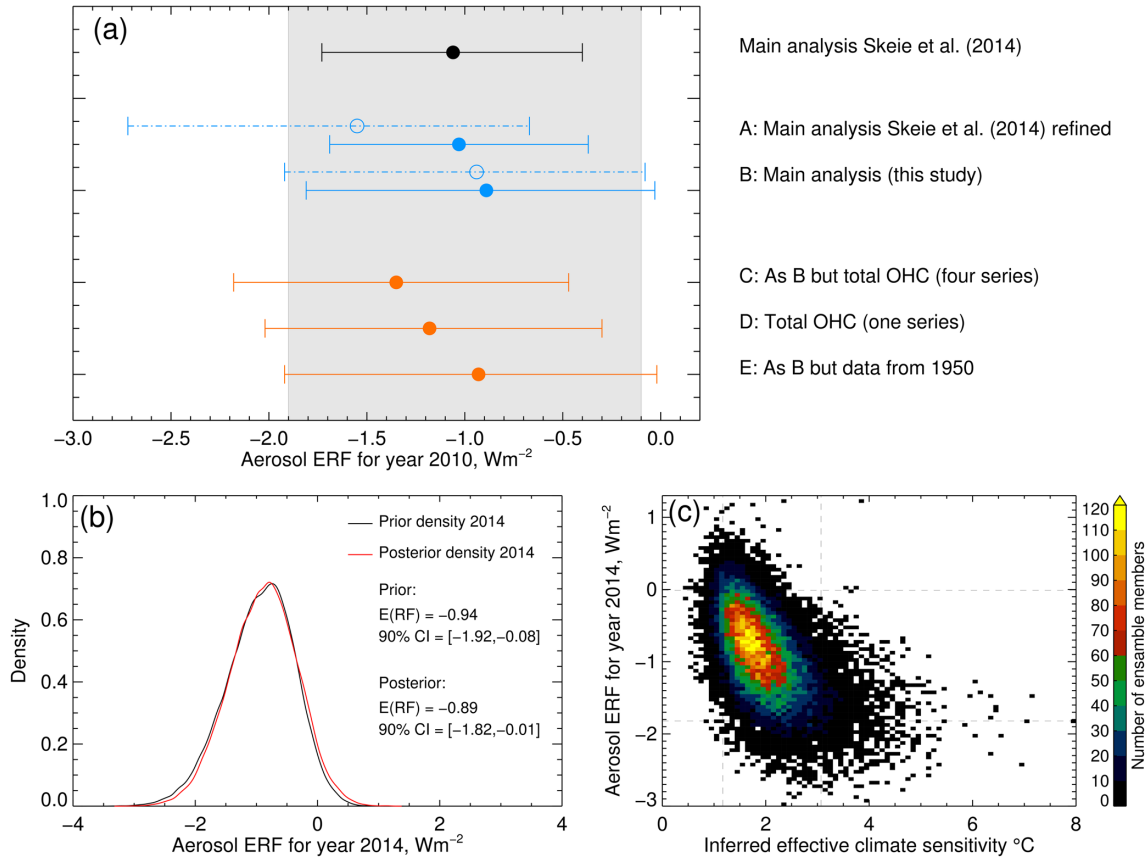 (a)
Main analysis Skeie et al. (2014)
A: Main analysis Skeie et al. (2014) refined
B: Main analysis (this study)
C: As B but total OHC (four series)
D: Total OHC (one series)
E: As B but data from 1950
−3.0 −2.5 −2.0 −1.5 −1.0 −0.5 0.0
Aerosol ERF for year 2010, Wm−2
(b)
1.0
0.8
0.6
0.4
0.2
0.0
Density
Prior density 2014
Posterior density 2014
Prior:
E(RF) = −0.94
90% CI = [−1.92,−0.08]
Posterior:
E(RF) = −0.89
90% CI = [−1.82,−0.01]
−4 −2 0 2 4
Aerosol ERF for year 2014, Wm−2
(c)
Aerosol ERF for year 2014, Wm−2
1
0
−1
−2
−3
0 2 4 6 8
Inferred effective climate sensitivity °C
120
110
100
90
80
70
60
50
40
30
20
10
0
Number of ensamble members